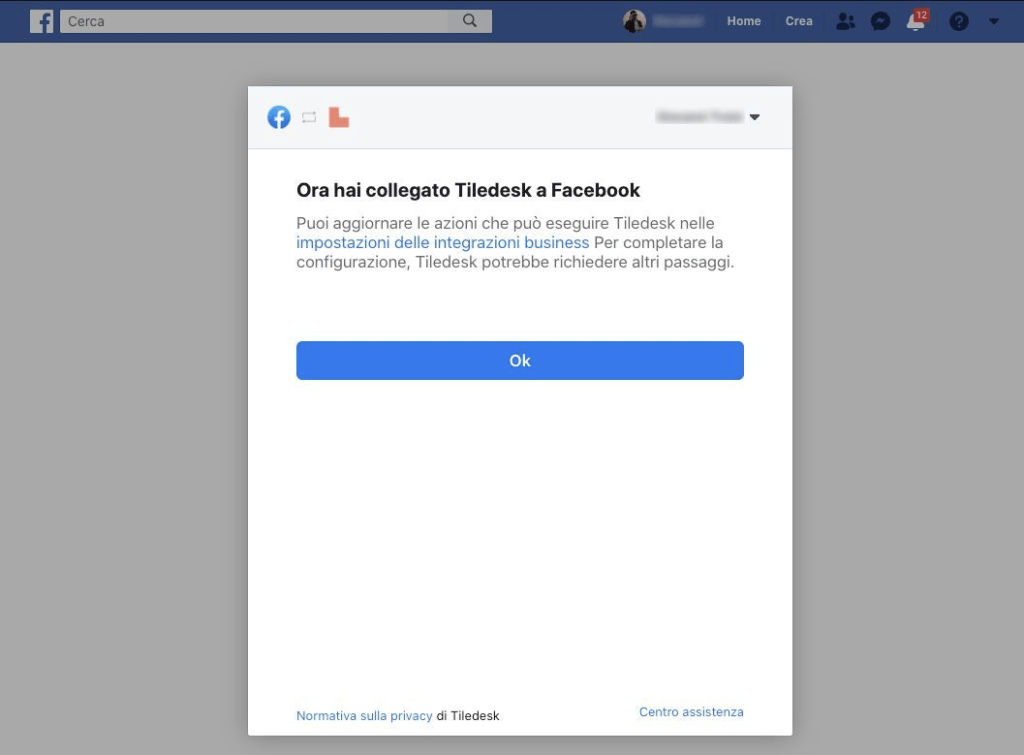 Cerca
Home
Crea
12
Ora hai collegato Tiledesk a Facebook
Puoi aggiornare le azioni che può eseguire Tiledesk nelle
impostazioni delle integrazioni business Per completare la
configurazione, Tiledesk potrebbe richiedere altri passaggi.
Ok
Normativa sulla privacy di Tiledesk
Centro assistenza